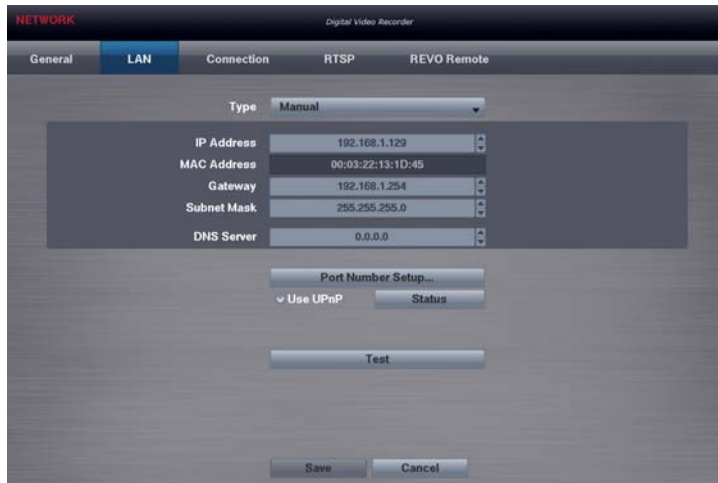 NETWORK
Digital Video Recorder
General LAN Connection RTSP REVO Remote
Type Manual
IP Address 192.168.1.129
MAC Address 00:03:22:13:1D:45
Gateway 192.168.1.254
Subnet Mask 255.255.255.0
DNS Server 0.0.0.0
Port Number Setup...
Use UPnP Status
Test
Save Cancel